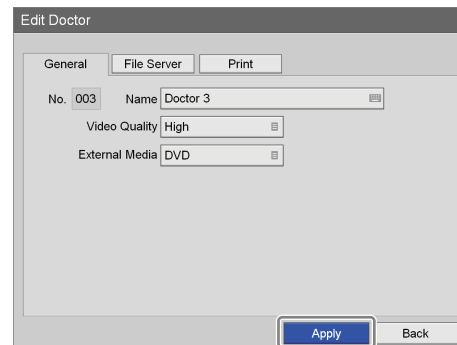 Edit Doctor
General File Server Print
No. 003 Name Doctor 3
Video Quality High
External Media DVD
Apply Back